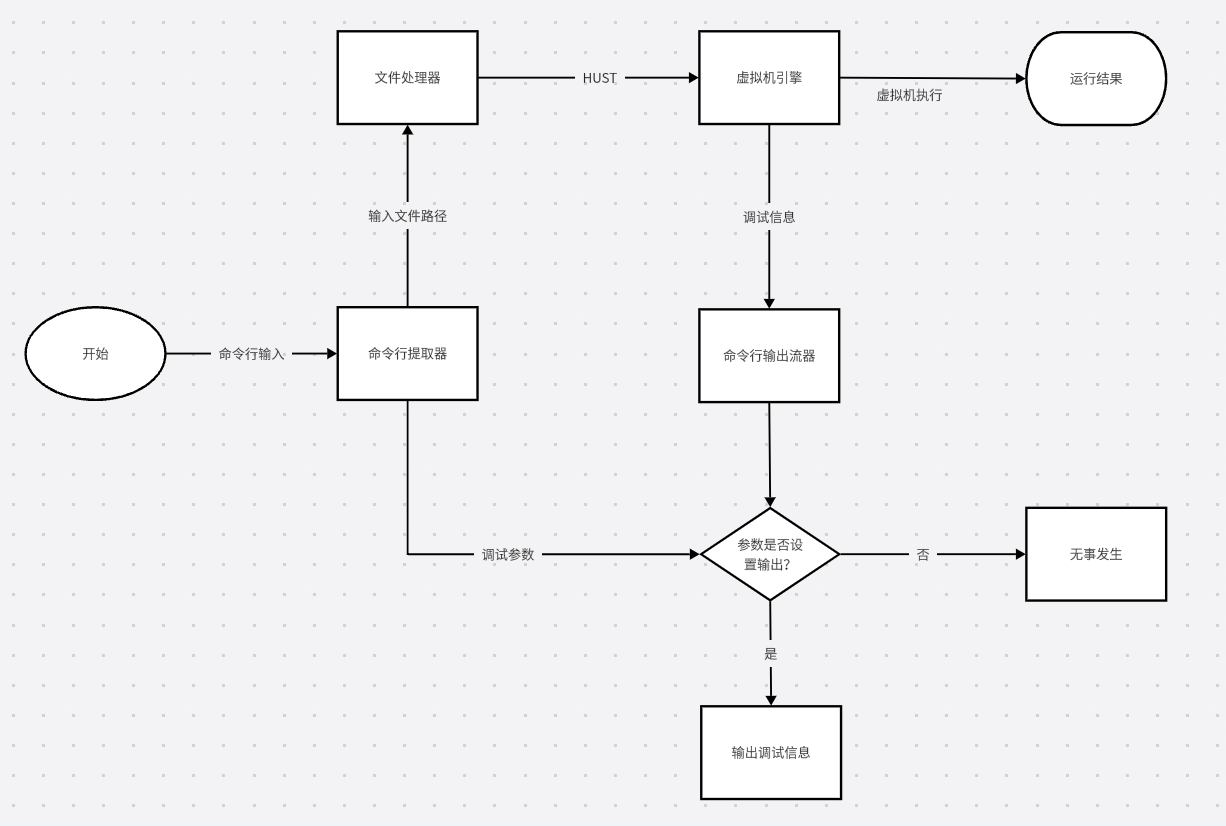 文件处理器
HUST
虚拟机引擎
虚拟机执行
运行结果
输入文件路径
调试信息
开始
命令行输入
命令行提取器
命令行输出流器
调试参数
参数是否设
置输出?
否
无事发生
是
输出调试信息